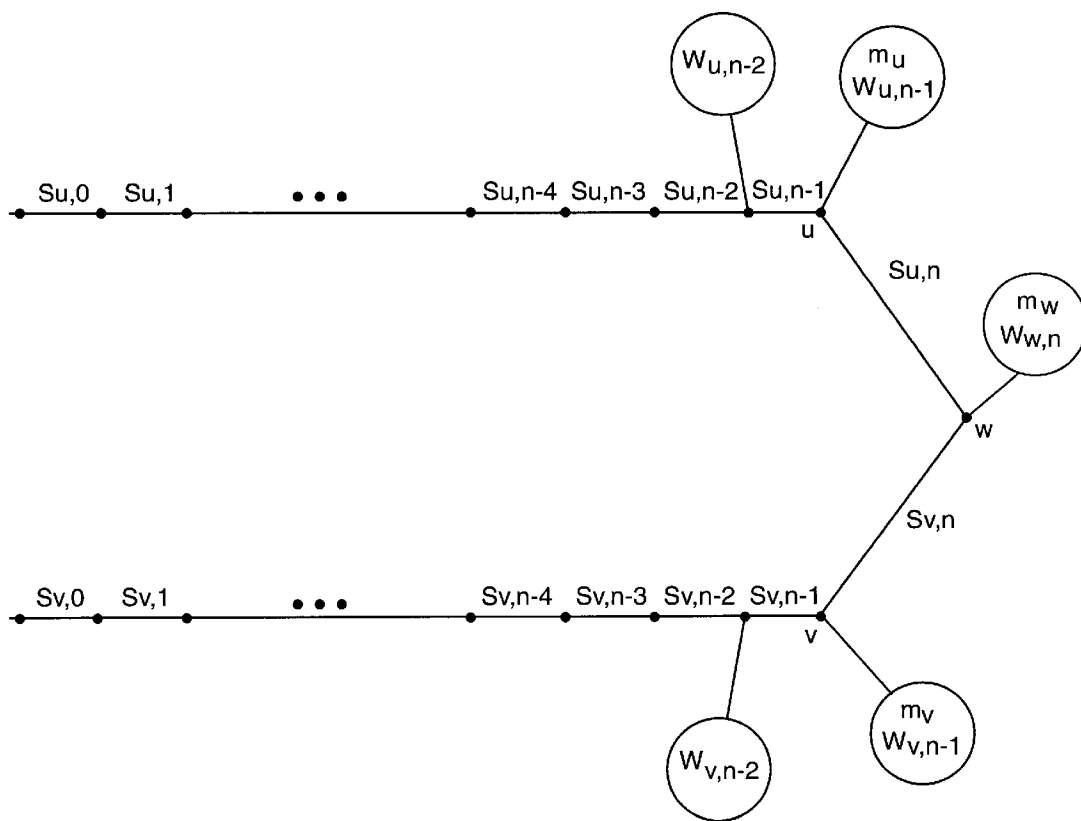 Wu,n-2
mu
Wu,n-1
Su,0 Su,1 • • • Su,n-4 Su,n-3 Su,n-2 Su,n-1
u
Su,n
mw
Ww,n
w
Sv,n
Sv,0 Sv,1 • • • Sv,n-4 Sv,n-3 Sv,n-2 Sv,n-1
v
mv
Wv,n-1
Wv,n-2